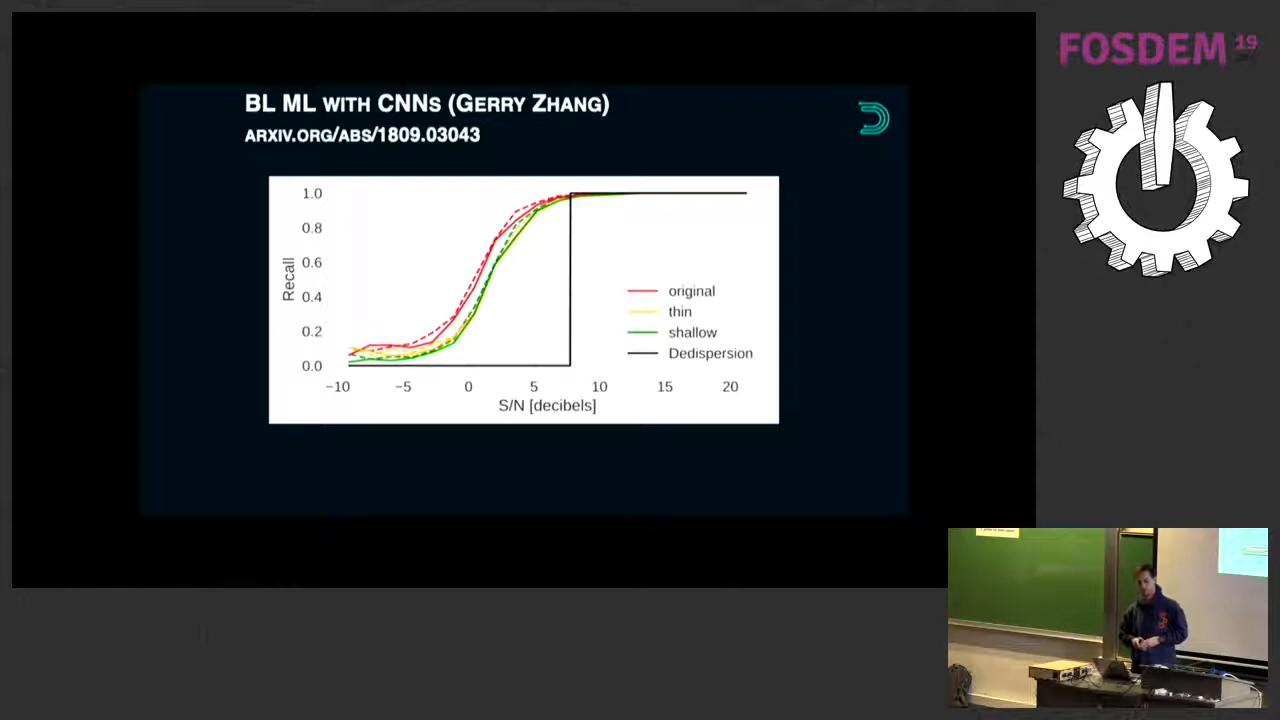 FOSDEM 19
BL ML WITH CNNS (GERRY ZHANG)
ARXIV.ORG/ABS/1809.03043
1.0
0.8
0.6
0.4
0.2
0.0
Recall
−10 −5 0 5 10 15 20
S/N [decibels]
original
thin
shallow
Dedispersion